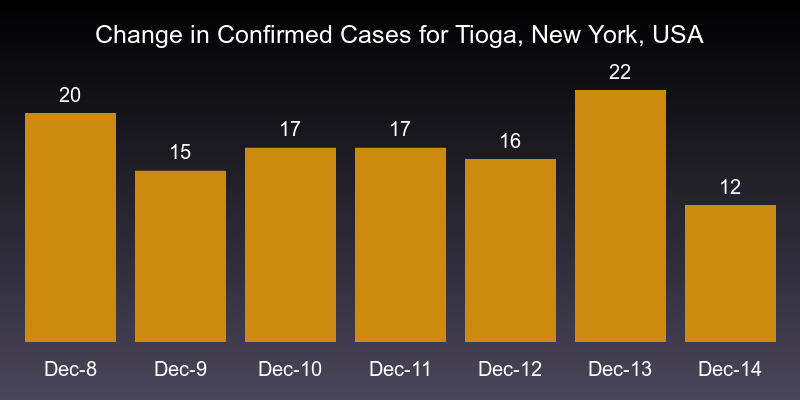 Change in Confirmed Cases for Tioga, New York, USA
20
15
17
17
16
22
12
Dec-8
Dec-9
Dec-10
Dec-11
Dec-12
Dec-13
Dec-14